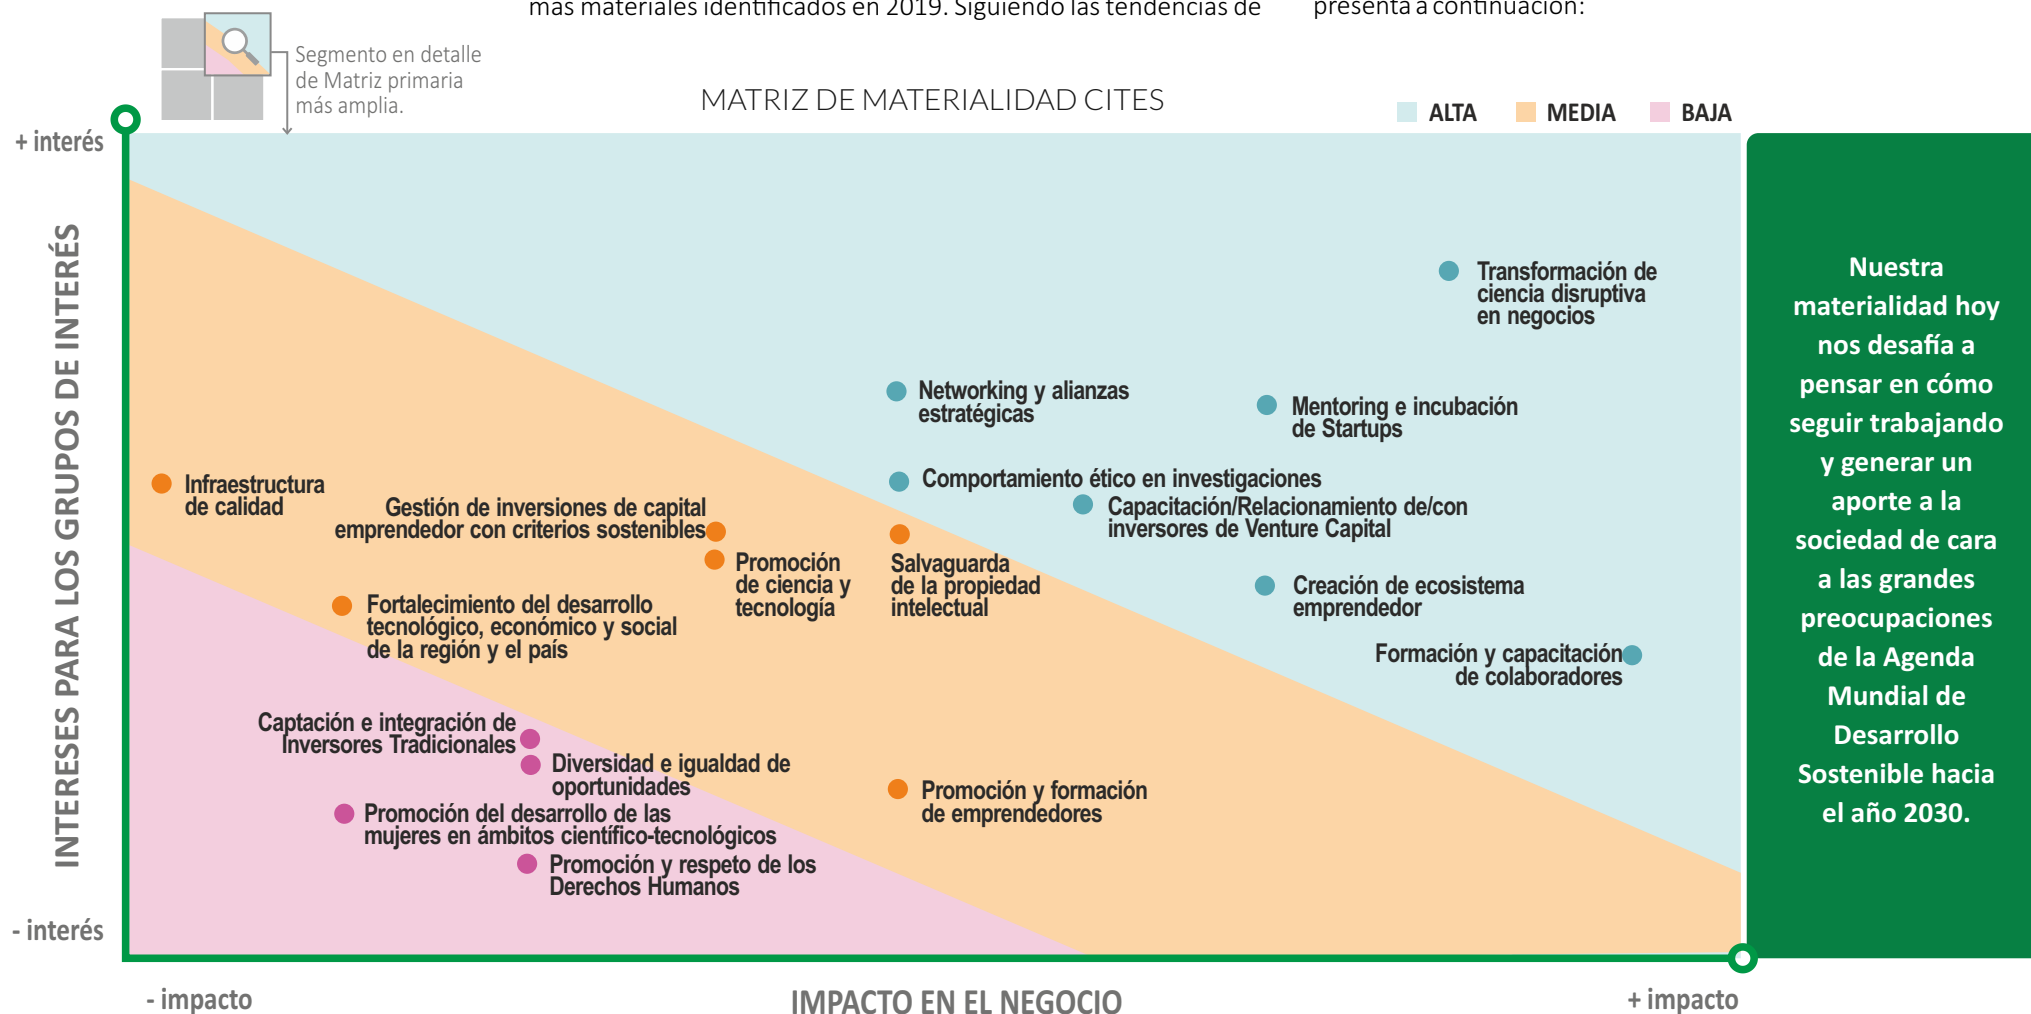 más materiales identificados en 2019. Siguiendo las tendencias de
presenta a continuación:
Segmento en detalle
de Matriz primaria
más amplia.
MATRIZ DE MATERIALIDAD CITES
ALTA
MEDIA
BAJA
+ interés
INTERESES PARA LOS GRUPOS DE INTERÉS
- interés
Transformación de
ciencia disruptiva
en negocios
Networking y alianzas
estratégicas
Mentoring e incubación
de Startups
Infraestructura
de calidad
Comportamiento ético en investigaciones
Gestión de inversiones de capital
emprendedor con criterios sostenibles
Capacitación/Relacionamiento de/con
inversores de Venture Capital
Promoción
de ciencia y
tecnología
Salvaguarda
de la propiedad
intelectual
Creación de ecosistema
emprendedor
Fortalecimiento del desarrollo
tecnológico, económico y social
de la región y el país
Formación y capacitación
de colaboradores
Captación e integración de
Inversores Tradicionales
Diversidad e igualdad de
oportunidades
Promoción y formación
de emprendedores
Promoción del desarrollo de las
mujeres en ámbitos científico-tecnológicos
Promoción y respeto de los
Derechos Humanos
- impacto
IMPACTO EN EL NEGOCIO
+ impacto
Nuestra
materialidad hoy
nos desafía a
pensar en cómo
seguir trabajando
y generar un
aporte a la
sociedad de cara
a las grandes
preocupaciones
de la Agenda
Mundial de
Desarrollo
Sostenible hacia
el año 2030.